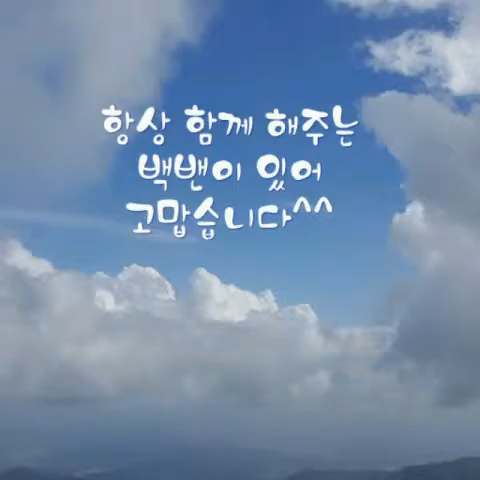 항상 함께 해주는
백밴이 있어
고맙습니다^^